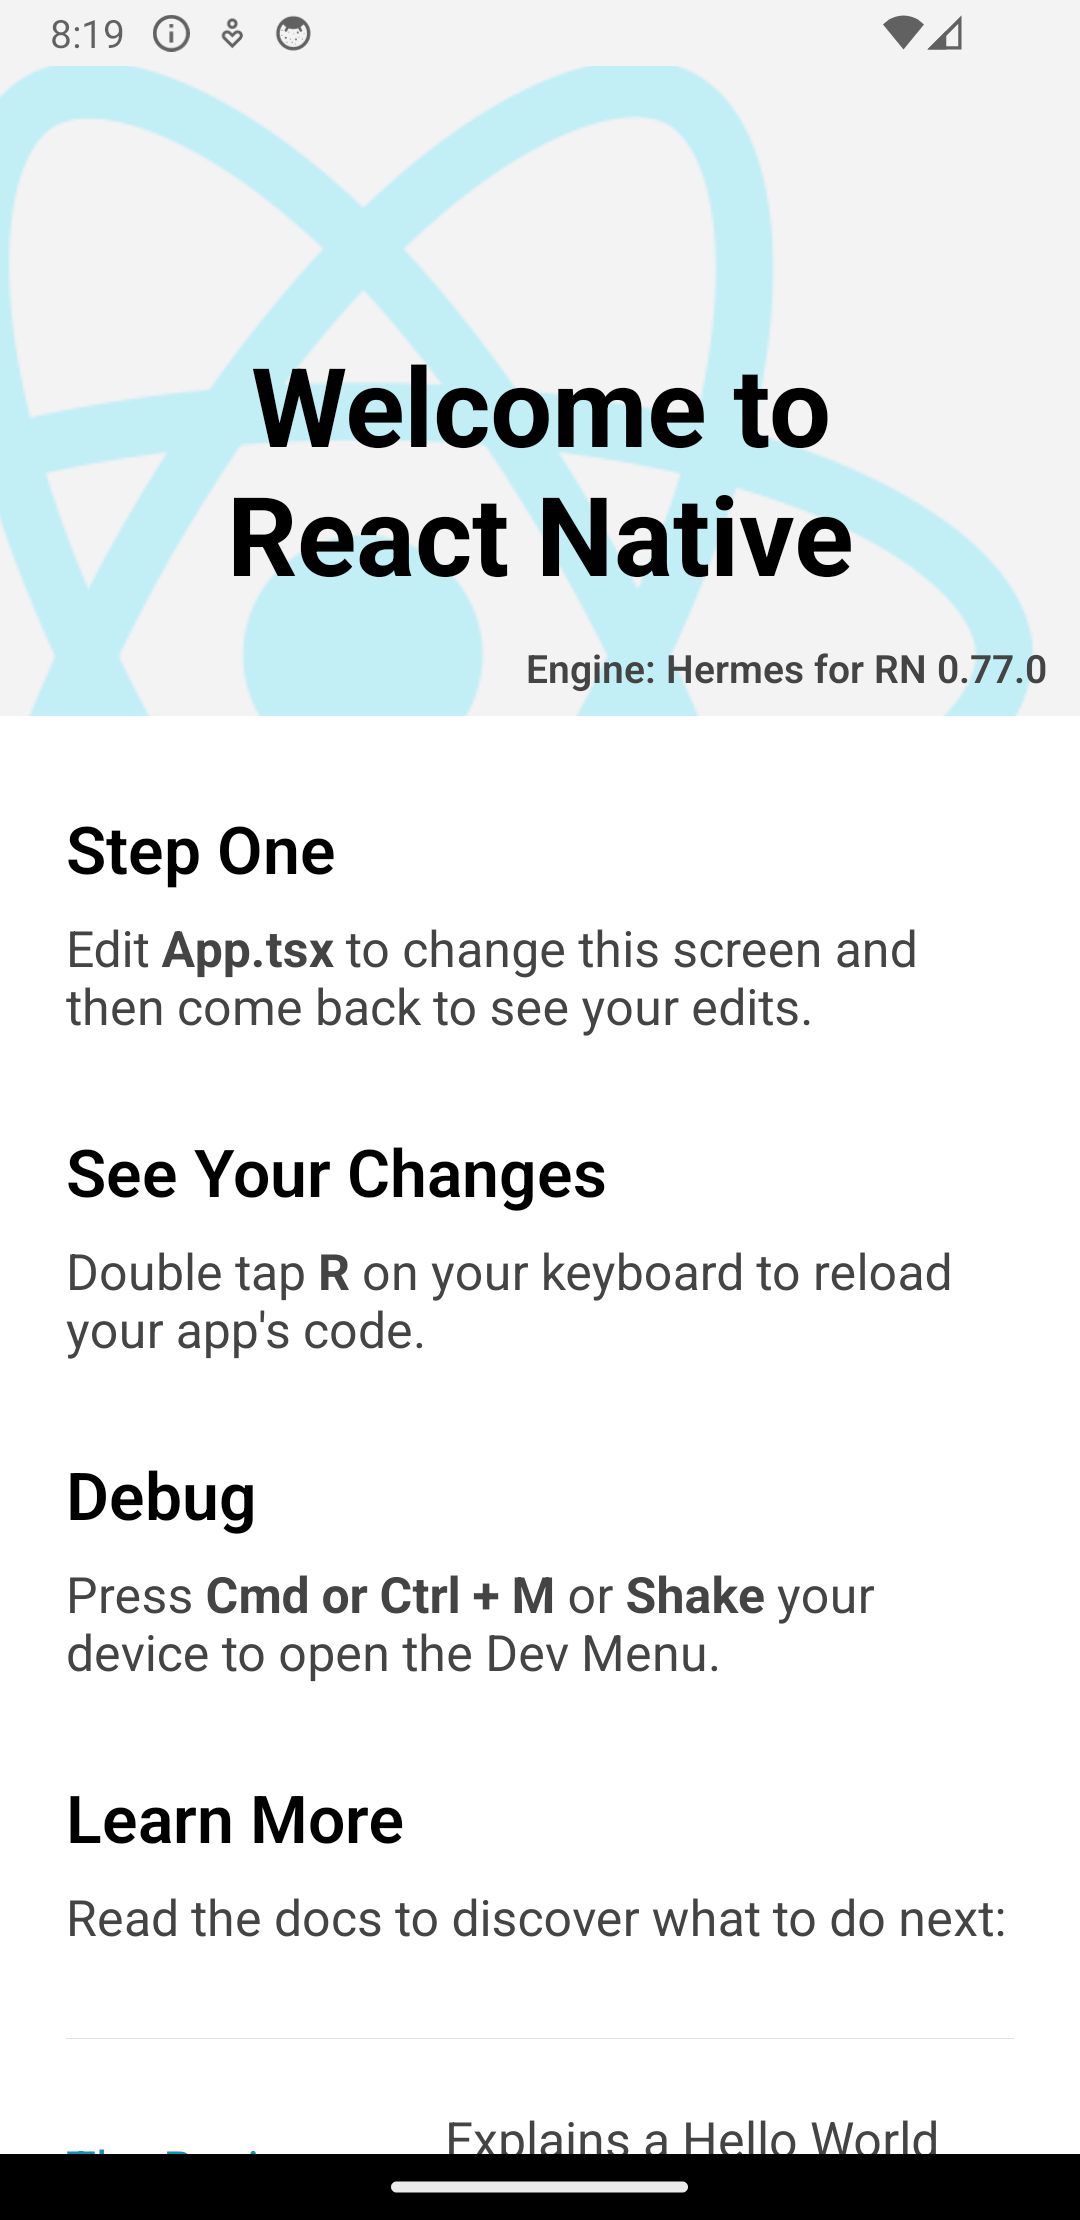 8:19
Welcome to
React Native
Engine: Hermes for RN 0.77.0
Step One
Edit App.tsx to change this screen and
then come back to see your edits.
See Your Changes
Double tap R on your keyboard to reload
your app's code.
Debug
Press Cmd or Ctrl + M or Shake your
device to open the Dev Menu.
Learn More
Read the docs to discover what to do next:
Explains a Hello World